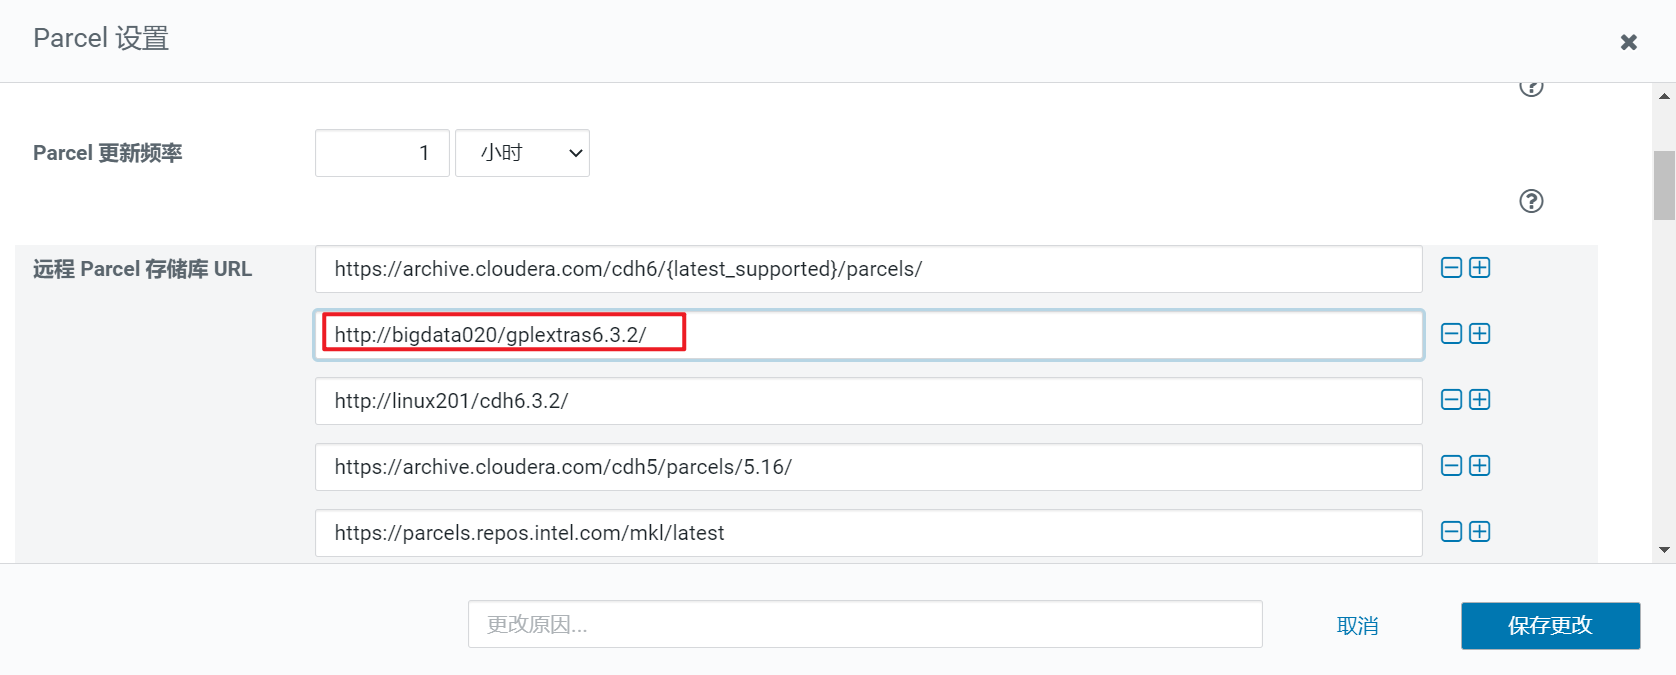 Parcel 设置
Parcel 更新频率
1
小时
远程 Parcel 存储库 URL
https://archive.cloudera.com/cdh6/{latest_supported}/parcels/
http://bigdata020/gplextras6.3.2/
http://linux201/cdh6.3.2/
https://archive.cloudera.com/cdh5/parcels/5.16/
https://parcels.repos.intel.com/mkl/latest
更改原因...
取消
保存更改